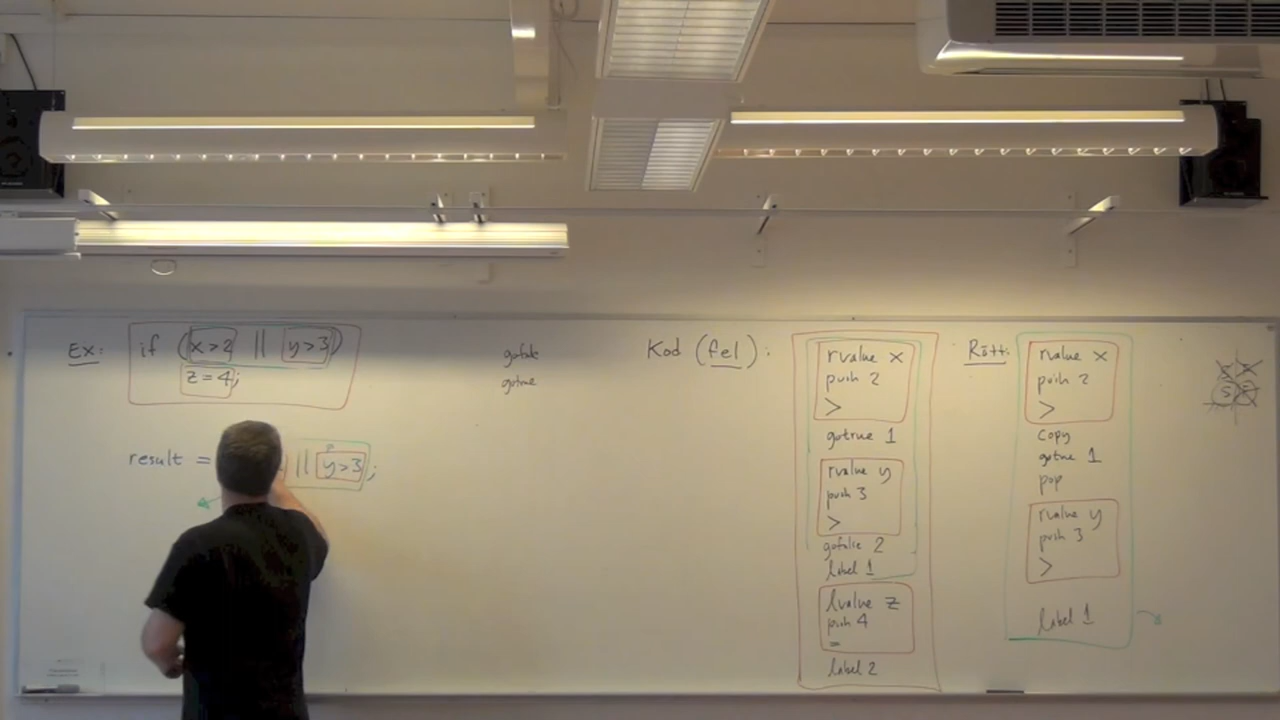 Ex:
if (x>2 || y>3)
z=4;
result = || y>3;
gofalse
gotrue
Kod (fel):
rvalue x
push 2
>
gotrue 1
rvalue y
push 3
>
gofalse 2
label 1
lvalue z
push 4
=
label 2
Rätt:
rvalue x
push 2
>
copy
gotrue 1
pop
rvalue y
push 3
>
label 1